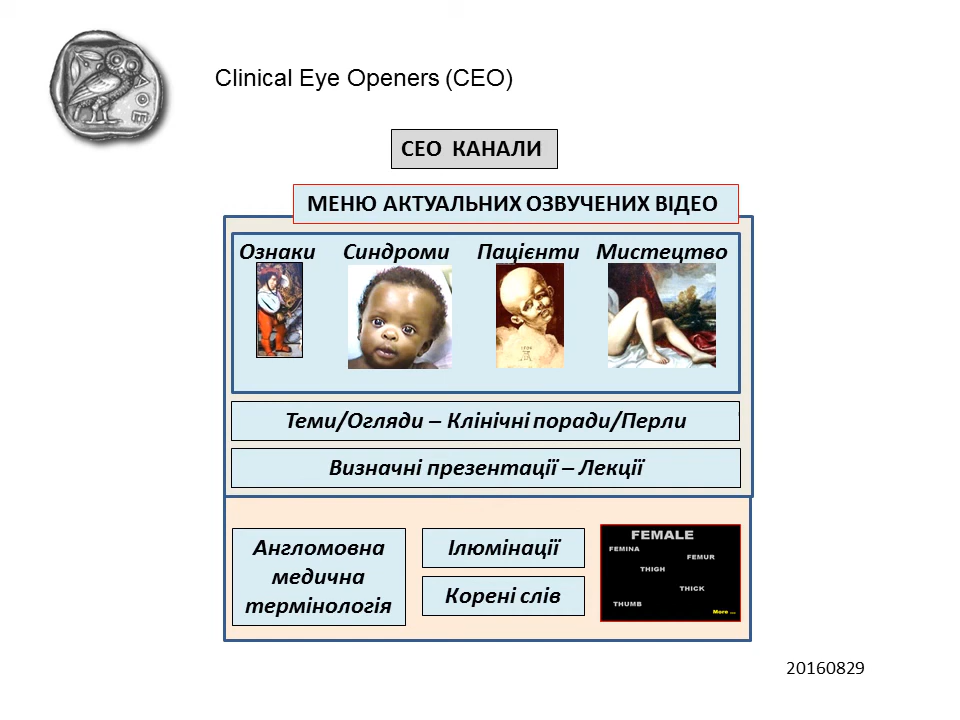 Clinical Eye Openers (CEO)
СЕО КАНАЛИ
МЕНЮ АКТУАЛЬНИХ ОЗВУЧЕНИХ ВІДЕО
Ознаки Синдроми Пацієнти Мистецтво
Теми/Огляди – Клінічні поради/Перли
Визначні презентації – Лекції
Англомовна
медична
термінологія
Ілюмінації
Корені слів
FEMALE
FEMINA
FEMUR
THIGH
THICK
THUMB
More ...
20160829